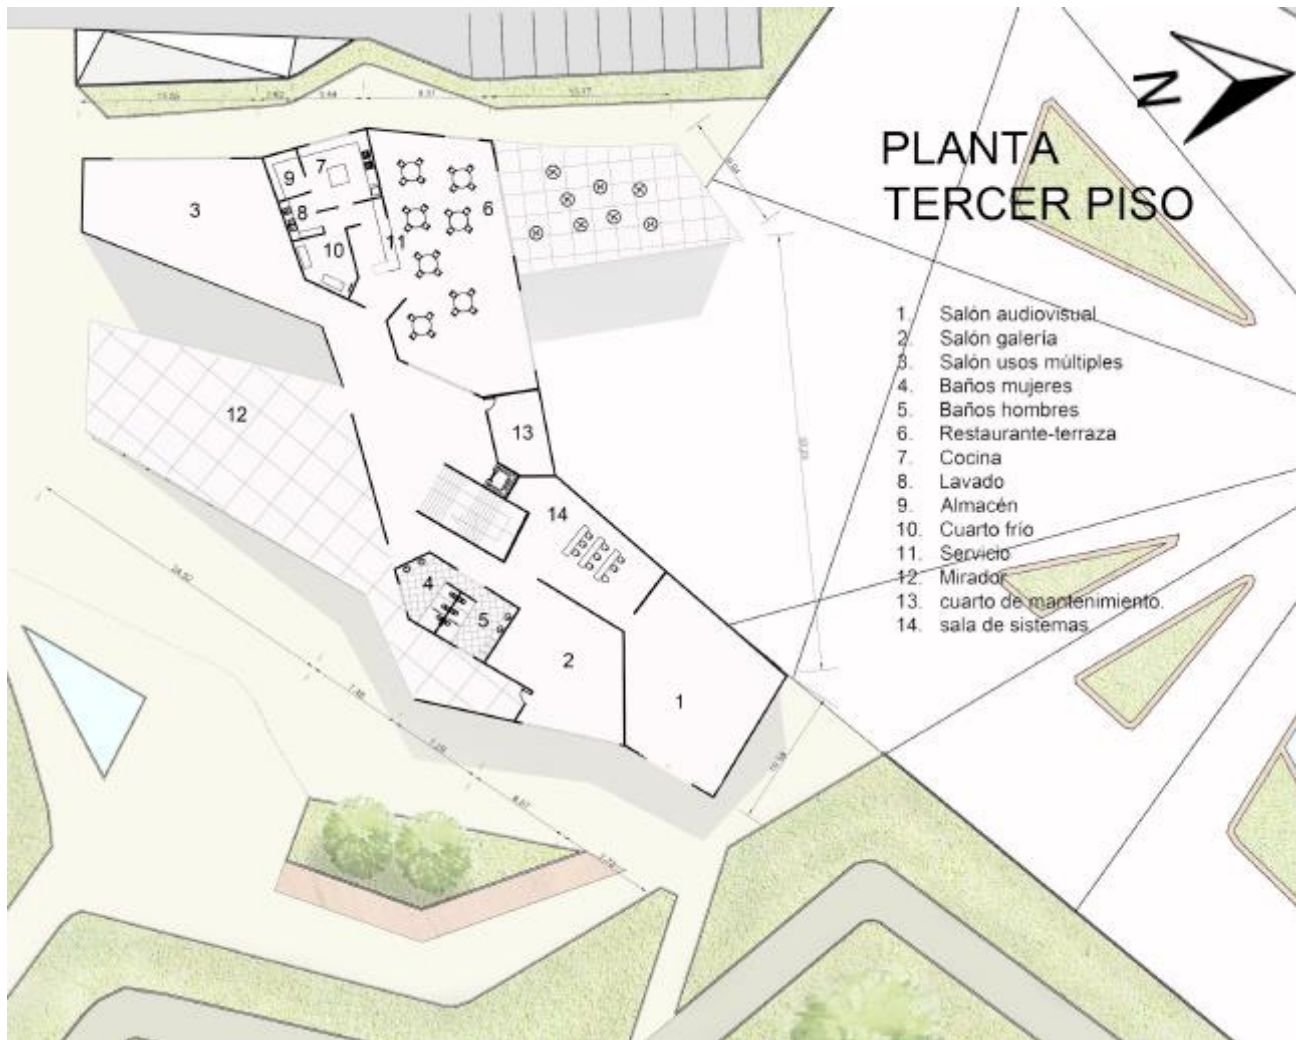 N
PLANTA
TERCER PISO
1. Salón audiovisual
2. Salón galería
3. Salón usos múltiples
4. Baños mujeres
5. Baños hombres
6. Restaurante-terraza
7. Cocina
8. Lavado
9. Almacén
10. Cuarto frío
11. Servicio
12. Mirador
13. cuarto de mantenimiento.
14. sala de sistemas
7
9
3
8
6
10
11
12
13
14
4
5
2
1
24.62